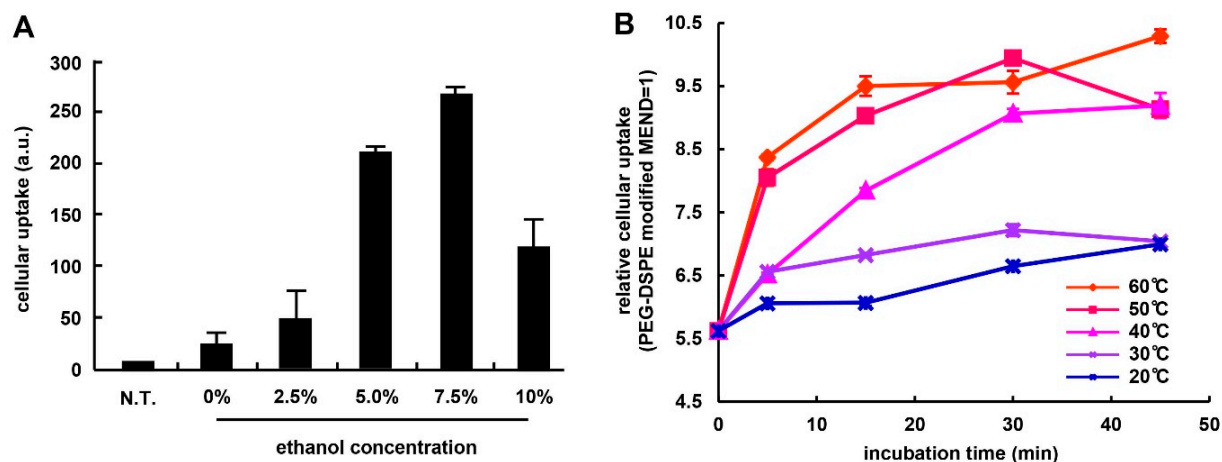 A
cellular uptake (a.u.)
300
250
200
150
100
50
0
N.T. 0% 2.5% 5.0% 7.5% 10%
ethanol concentration
B
relative cellular uptake
(PEG-DSPE modified MEND=1)
10.5
9.5
8.5
7.5
6.5
5.5
4.5
60℃
50℃
40℃
30℃
20℃
0 10 20 30 40 50
incubation time (min)